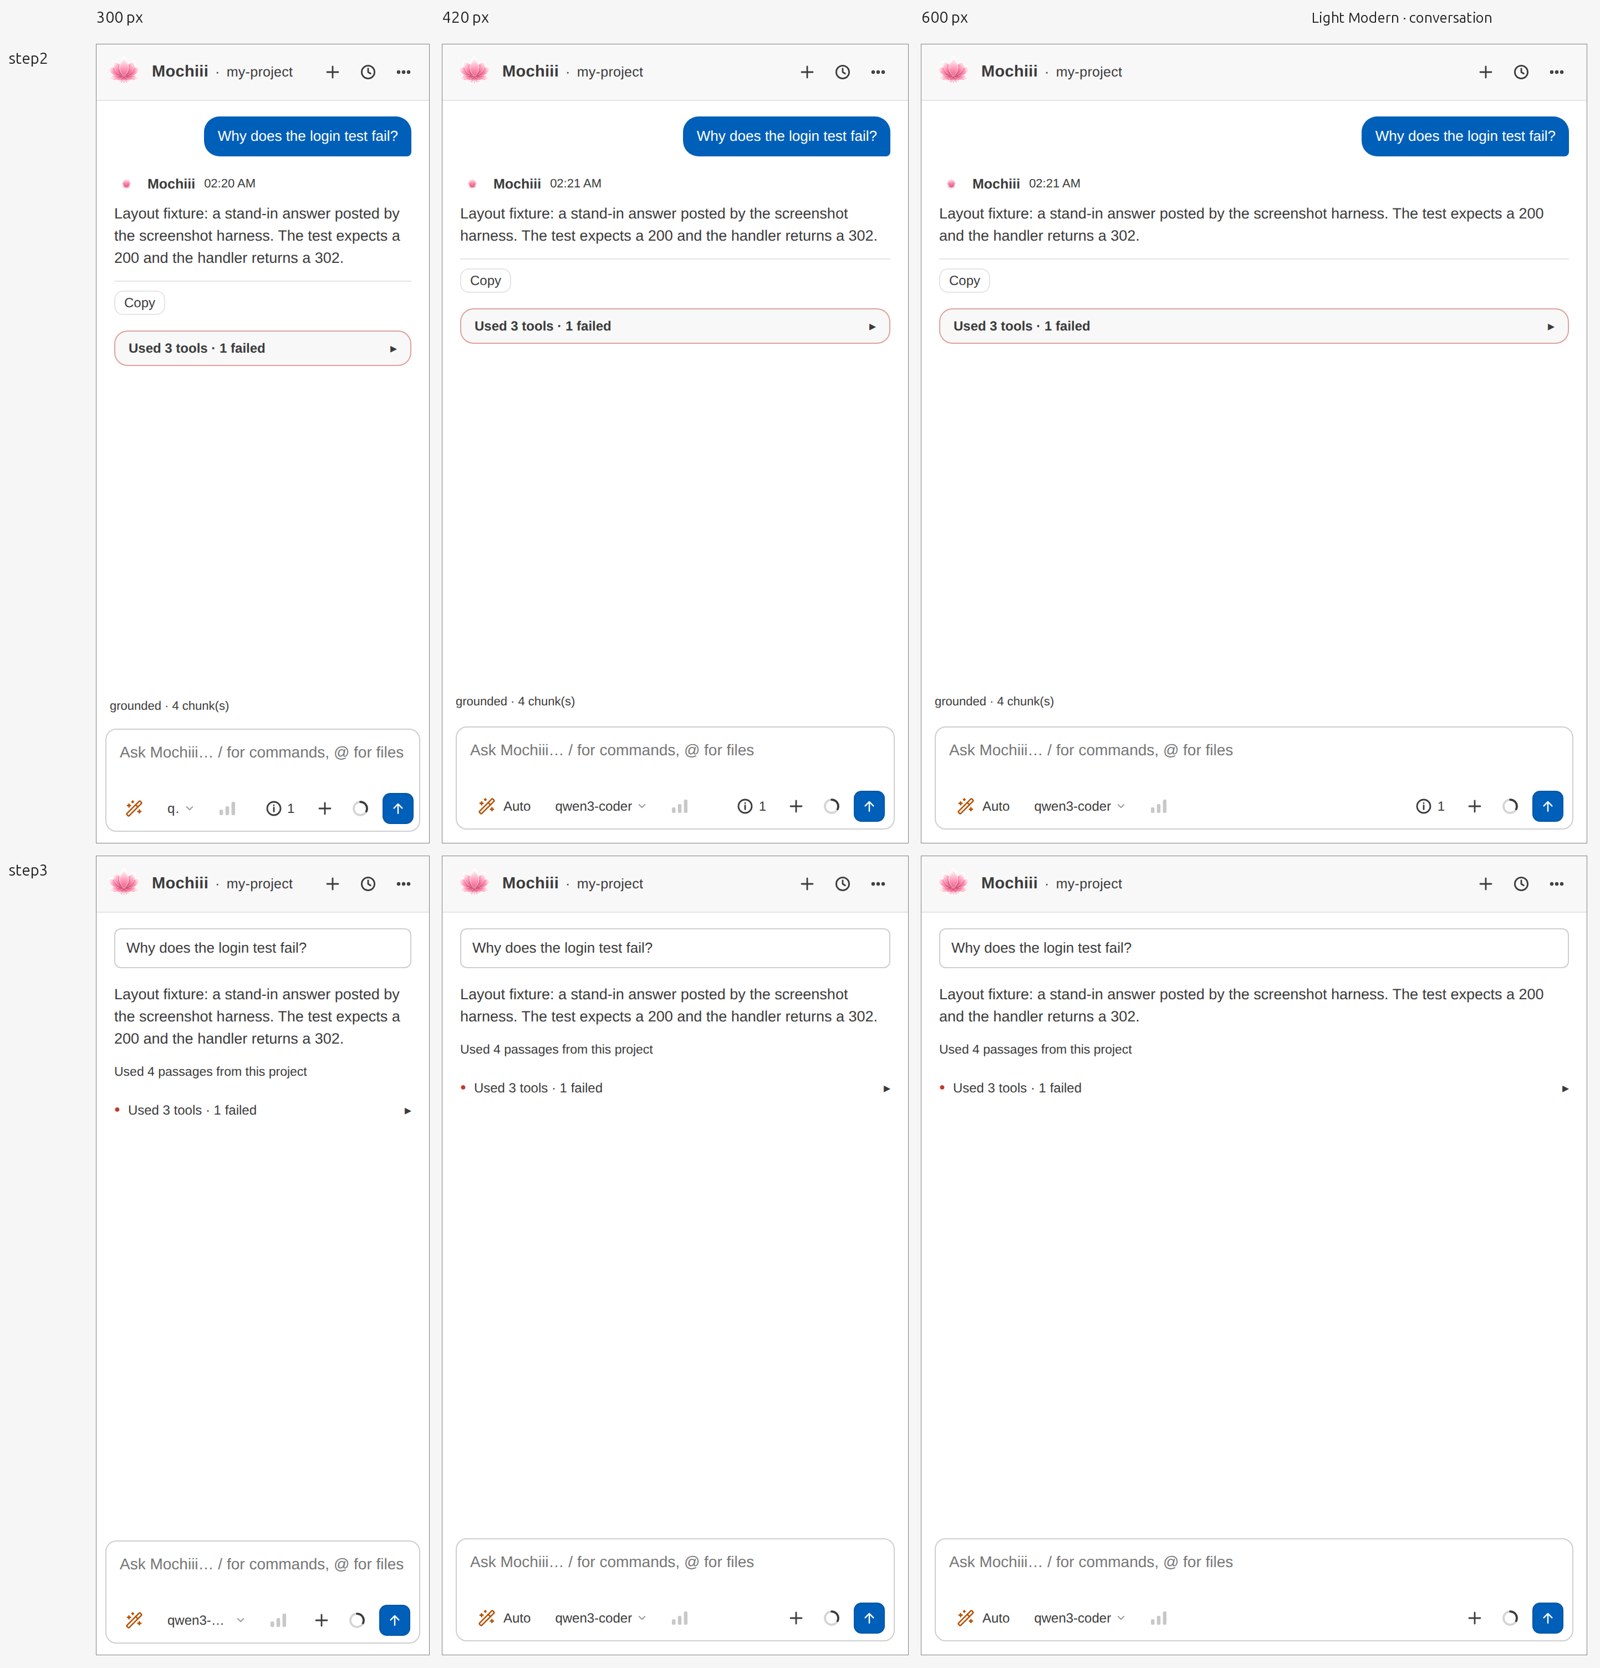 300 px
420 px
600 px
Light Modern · conversation
step2
Mochiii · my-project
Why does the login test fail?
Mochiii 02:20 AM
Layout fixture: a stand-in answer posted by
the screenshot harness. The test expects a
200 and the handler returns a 302.
Copy
Used 3 tools · 1 failed
grounded · 4 chunk(s)
Ask Mochiii… / for commands, @ for files
q.
1
Mochiii · my-project
Why does the login test fail?
Mochiii 02:21 AM
Layout fixture: a stand-in answer posted by the screenshot
harness. The test expects a 200 and the handler returns a 302.
Copy
Used 3 tools · 1 failed
grounded · 4 chunk(s)
Ask Mochiii… / for commands, @ for files
Auto qwen3-coder 1
Mochiii · my-project
Why does the login test fail?
Mochiii 02:21 AM
Layout fixture: a stand-in answer posted by the screenshot harness. The test expects a 200
and the handler returns a 302.
Copy
Used 3 tools · 1 failed
grounded · 4 chunk(s)
Ask Mochiii… / for commands, @ for files
Auto qwen3-coder 1
step3
Mochiii · my-project
Why does the login test fail?
Layout fixture: a stand-in answer posted by
the screenshot harness. The test expects a
200 and the handler returns a 302.
Used 4 passages from this project
• Used 3 tools · 1 failed
Ask Mochiii… / for commands, @ for files
qwen3-…
Mochiii · my-project
Why does the login test fail?
Layout fixture: a stand-in answer posted by the screenshot
harness. The test expects a 200 and the handler returns a 302.
Used 4 passages from this project
• Used 3 tools · 1 failed
Ask Mochiii… / for commands, @ for files
Auto qwen3-coder
Mochiii · my-project
Why does the login test fail?
Layout fixture: a stand-in answer posted by the screenshot harness. The test expects a 200
and the handler returns a 302.
Used 4 passages from this project
• Used 3 tools · 1 failed
Ask Mochiii… / for commands, @ for files
Auto qwen3-coder